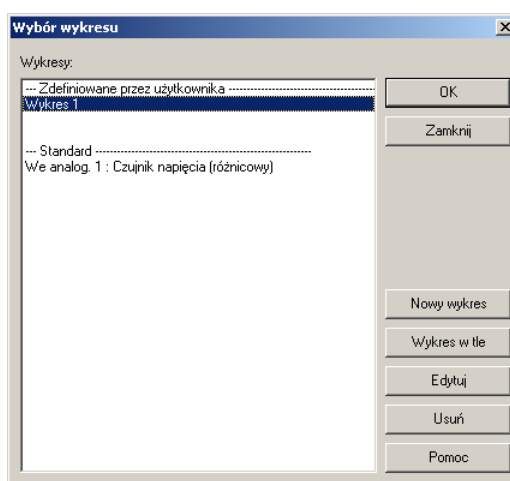 Wybór wykresu
Wykresy:
--- Zdefiniowane przez użytkownika ---
Wykres 1
--- Standard ---
We analog. 1 : Czujnik napięcia (różnicowy)
OK
Zamknij
Nowy wykres
Wykres w tle
Edytuj
Usuń
Pomoc